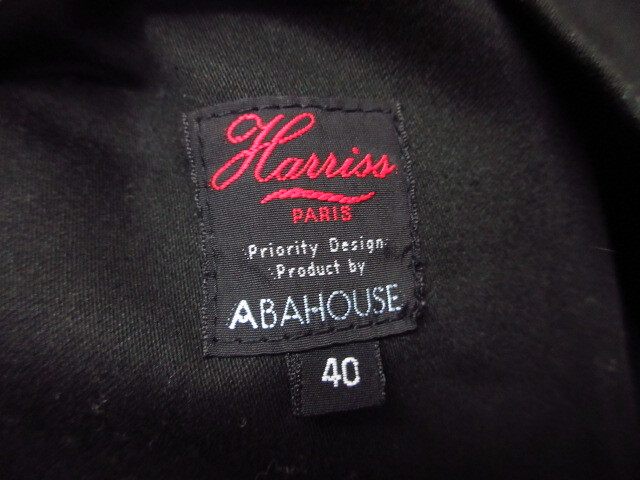 Harriss
PARIS
Priority Design
Product by
ABAHOUSE
40